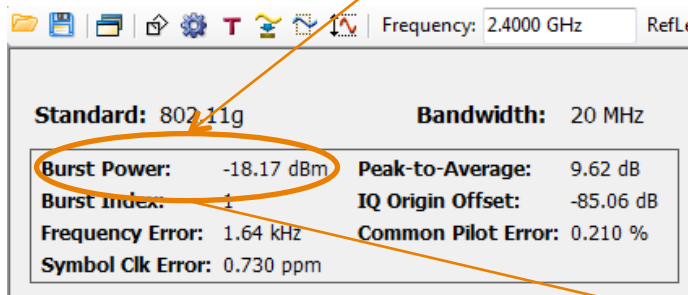 T Frequency: 2.4000 GHz
Standard: 802.11g Bandwidth: 20 MHz
Burst Power: -18.17 dBm Peak-to-Average: 9.62 dB
Burst Index: 1 IQ Origin Offset: -85.06 dB
Frequency Error: 1.64 kHz Common Pilot Error: 0.210 %
Symbol Clk Error: 0.730 ppm